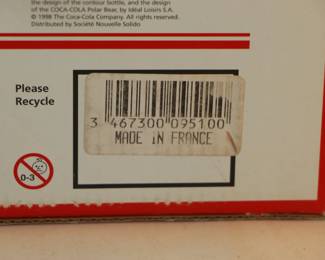 the design of the contour bottle, and the design
of the COCA-COLA Polar Bear, by Idéal Loisirs S.A.
© 1998 The Coca-Cola Company. All rights reserved.
Distributed by Société Nouvelle Solido
Please
Recycle
3 467300 095100
MADE IN FRANCE
0-3